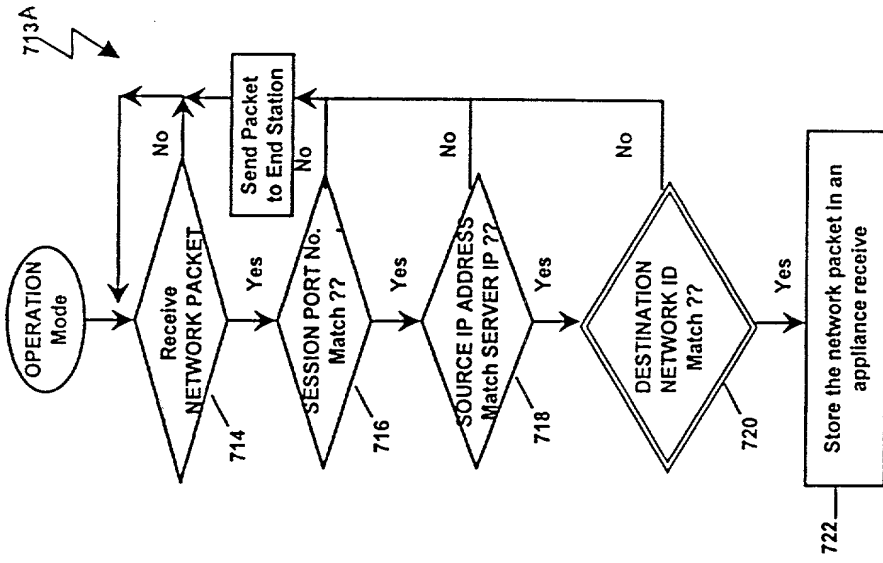 713A
OPERATION
Mode
Receive
NETWORK PACKET
No
Yes
714
Send Packet
to End Station
SESSION PORT No.
Match ??
No
Yes
716
SOURCE IP ADDRESS
Match SERVER IP ??
No
Yes
718
DESTINATION
NETWORK ID
Match ??
No
Yes
720
Store the network packet in an
appliance receive
722